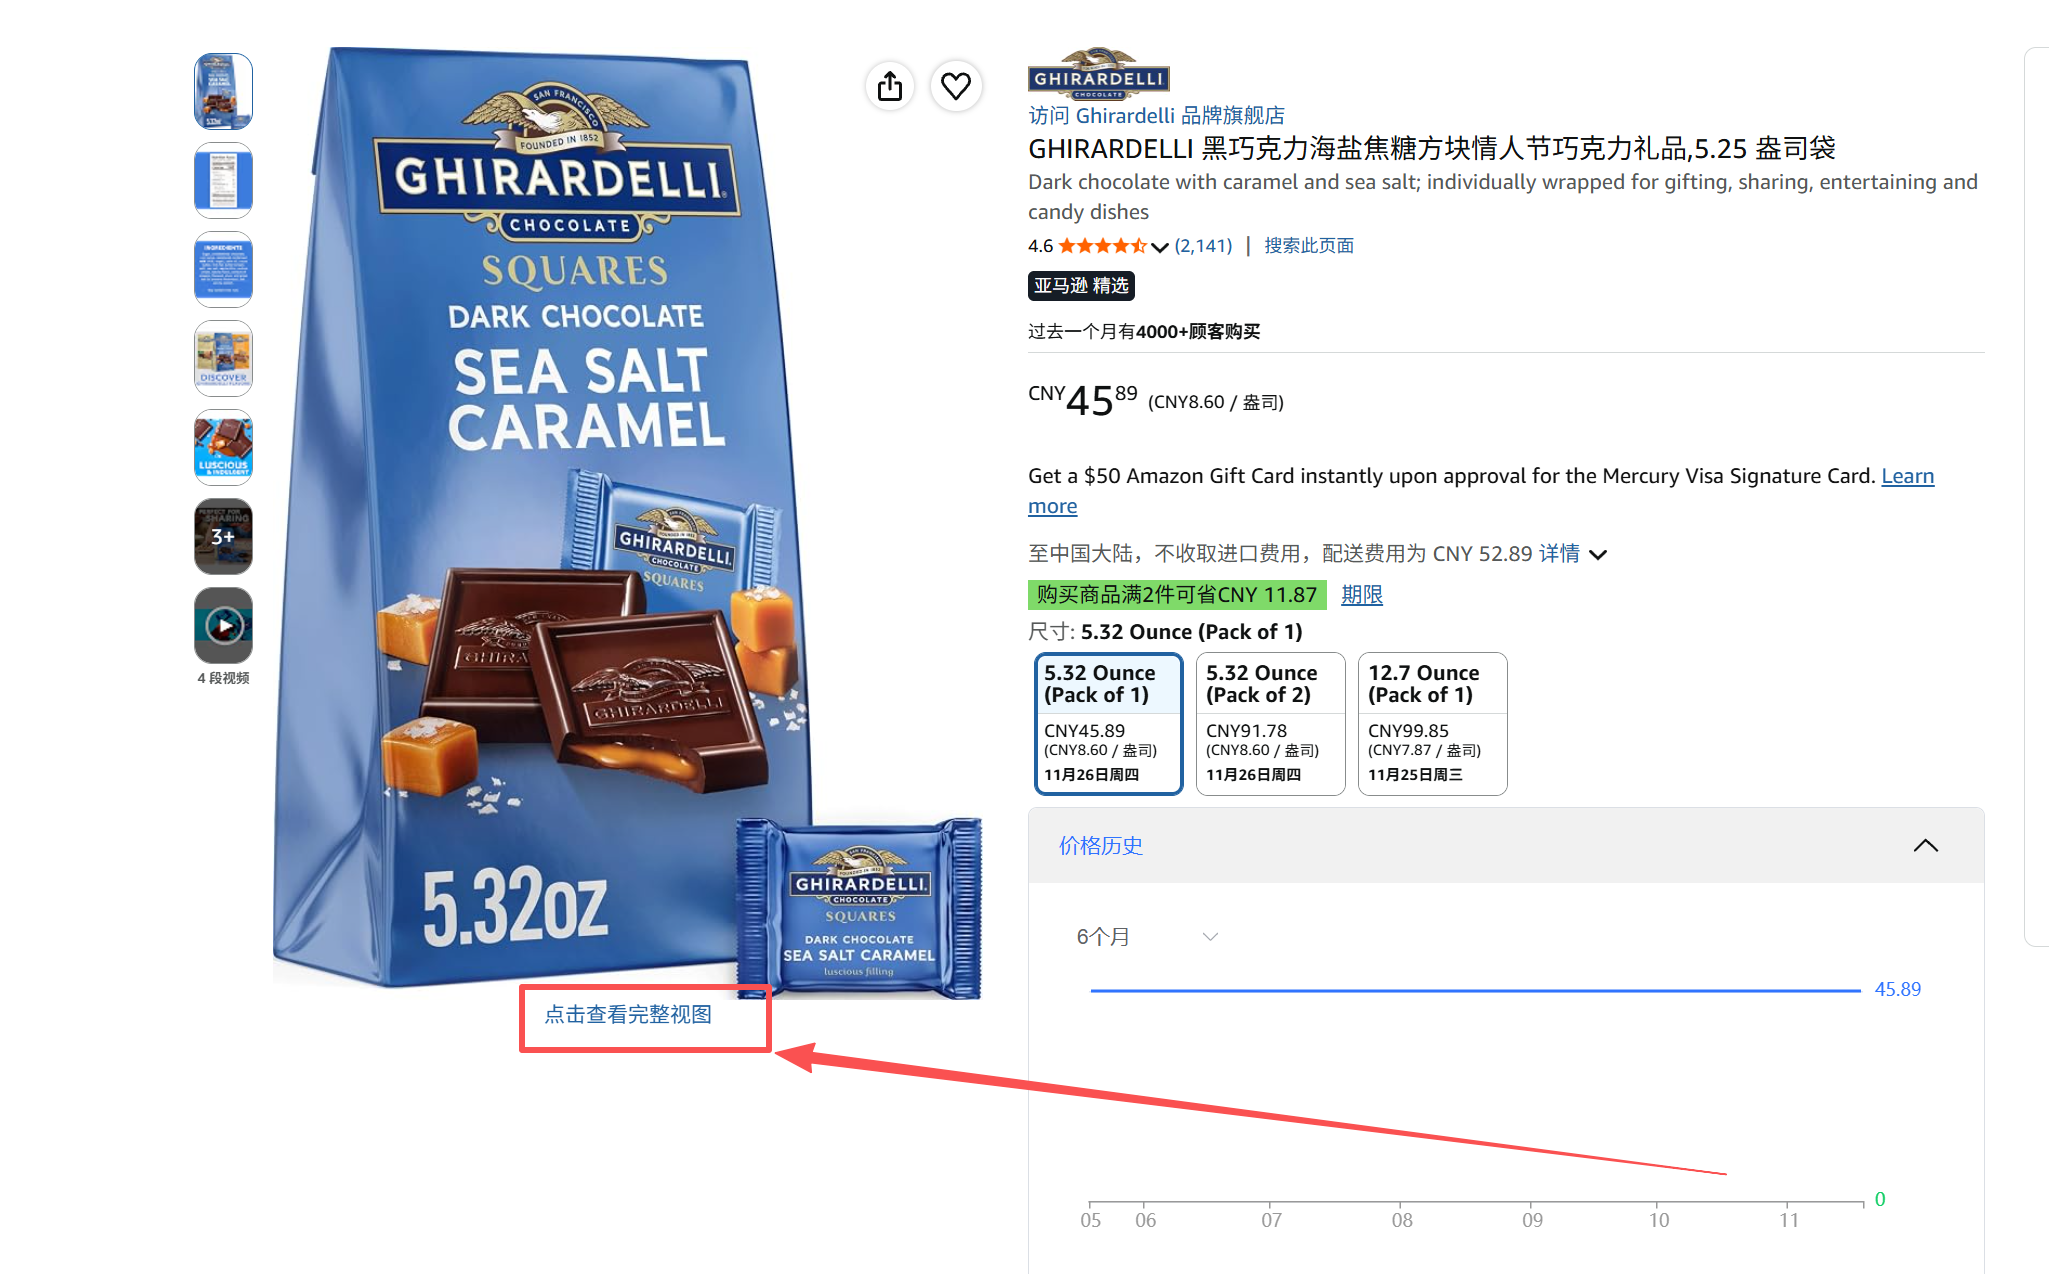 SAN FRANCISCO
FOUNDED IN 1852
GHIRARDELLI
CHOCOLATE
SQUARES
DARK CHOCOLATE
SEA SALT
CARAMEL
GHIRARDELLI
CHOCOLATE
SQUARES
GHIRA
GHIRARDELLI
5.32oz
GHIRARDELLI
CHOCOLATE
SQUARES
DARK CHOCOLATE
SEA SALT CARAMEL
luscious filling
INGREDIENTS
DISCOVER
LUSCIOUS
& INDULGENT
PERFECT FOR
SHARING
3+
4 段视频
点击查看完整视图
GHIRARDELLI
CHOCOLATE
访问 Ghirardelli 品牌旗舰店
GHIRARDELLI 黑巧克力海盐焦糖方块情人节巧克力礼品,5.25 盎司袋
Dark chocolate with caramel and sea salt; individually wrapped for gifting, sharing, entertaining and
candy dishes
4.6 (2,141) | 搜索此页面
亚马逊 精选
过去一个月有4000+顾客购买
CNY45 89 (CNY8.60 / 盎司)
Get a $50 Amazon Gift Card instantly upon approval for the Mercury Visa Signature Card. Learn
more
至中国大陆，不收取进口费用，配送费用为 CNY 52.89 详情
购买商品满2件可省CNY 11.87 期限
尺寸: 5.32 Ounce (Pack of 1)
5.32 Ounce
(Pack of 1)
CNY45.89
(CNY8.60 / 盎司)
11月26日周四
5.32 Ounce
(Pack of 2)
CNY91.78
(CNY8.60 / 盎司)
11月26日周四
12.7 Ounce
(Pack of 1)
CNY99.85
(CNY7.87 / 盎司)
11月25日周三
价格历史
6个月
45.89
0
05 06 07 08 09 10 11